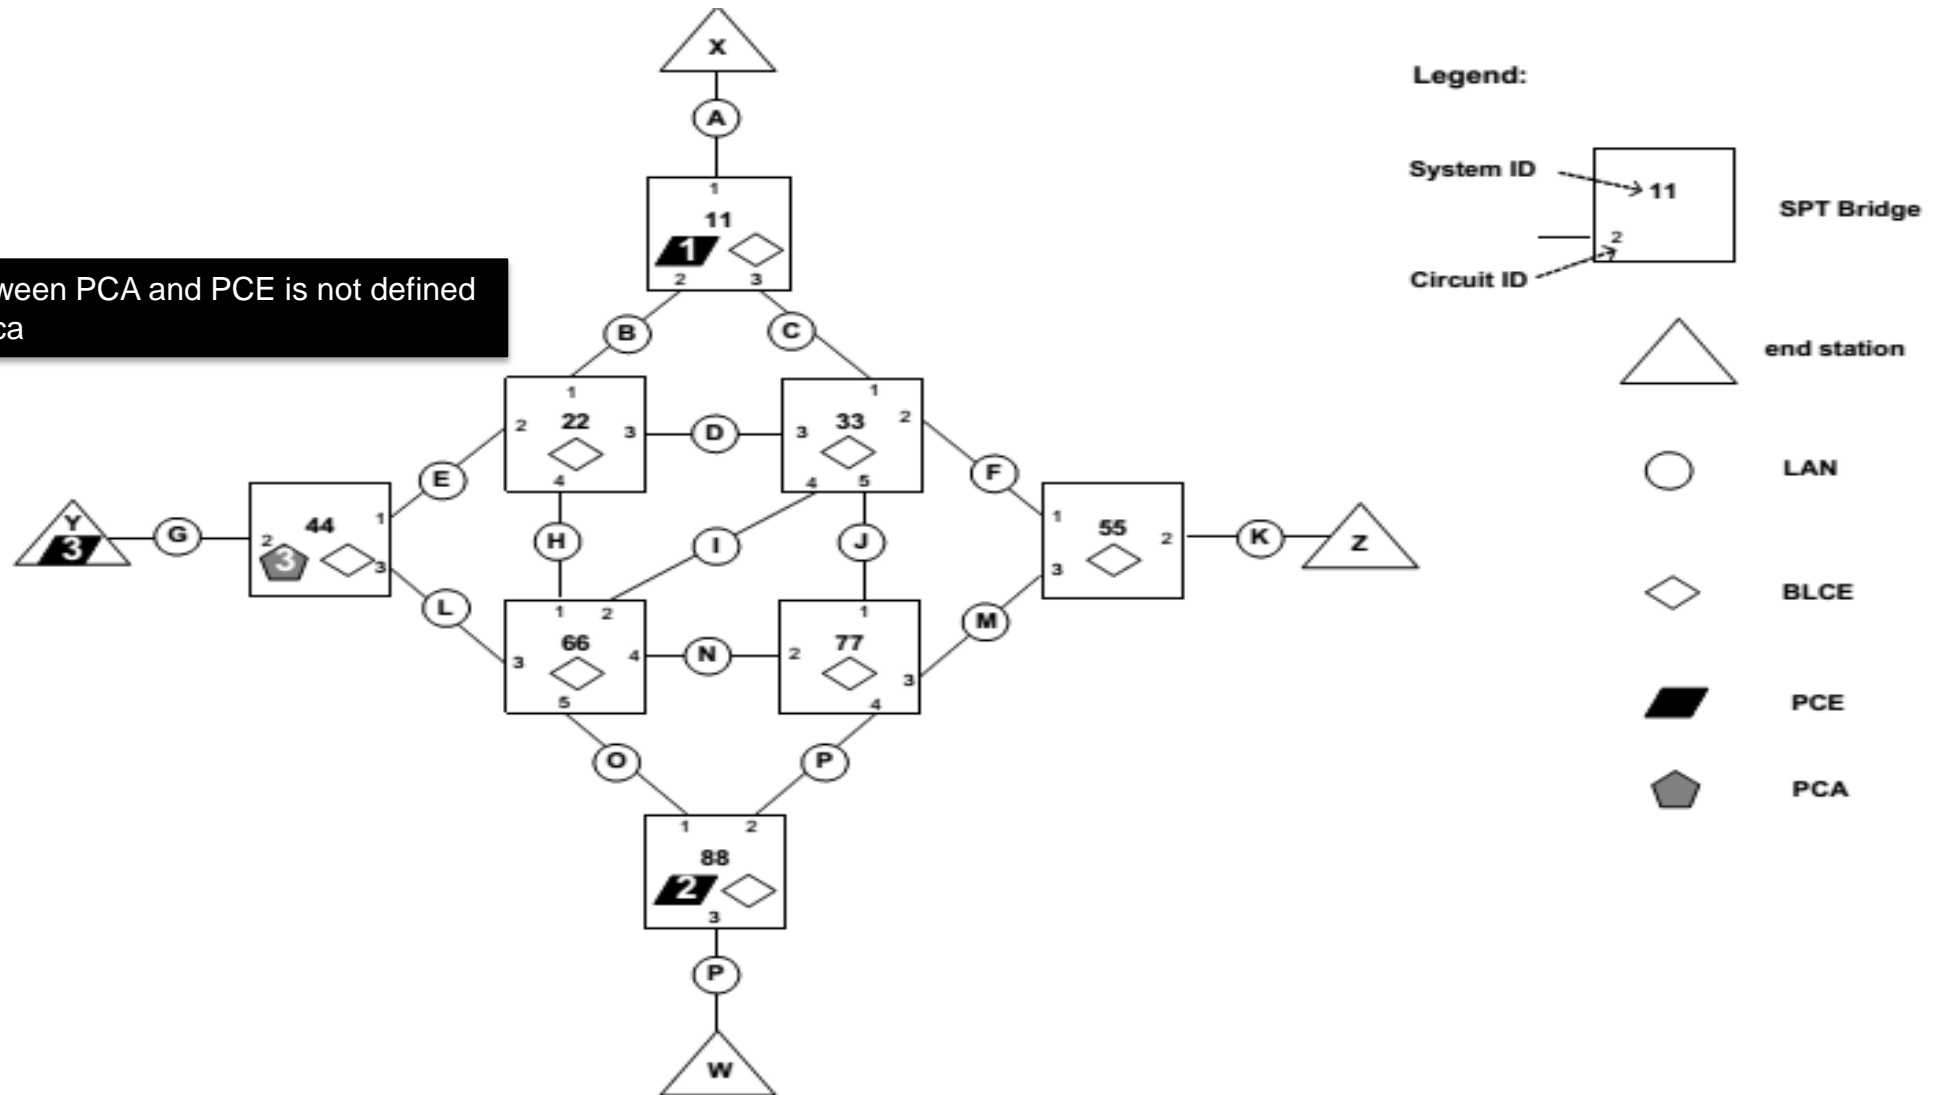 X
A
1
11
1
2 3
ween PCA and PCE is not defined
ca
B
C
1
22
2
3
4
D
1
33
2
3
4 5
E
F
Y
3
G
44
1
2
3
3
H
I
J
1
55
2
3
K
Z
L
M
1 2
66
3
4
5
N
1
77
2
3
4
O
P
1 2
88
2
3
P
W
Legend:
System ID
11
SPT Bridge
2
Circuit ID
end station
LAN
BLCE
PCE
PCA